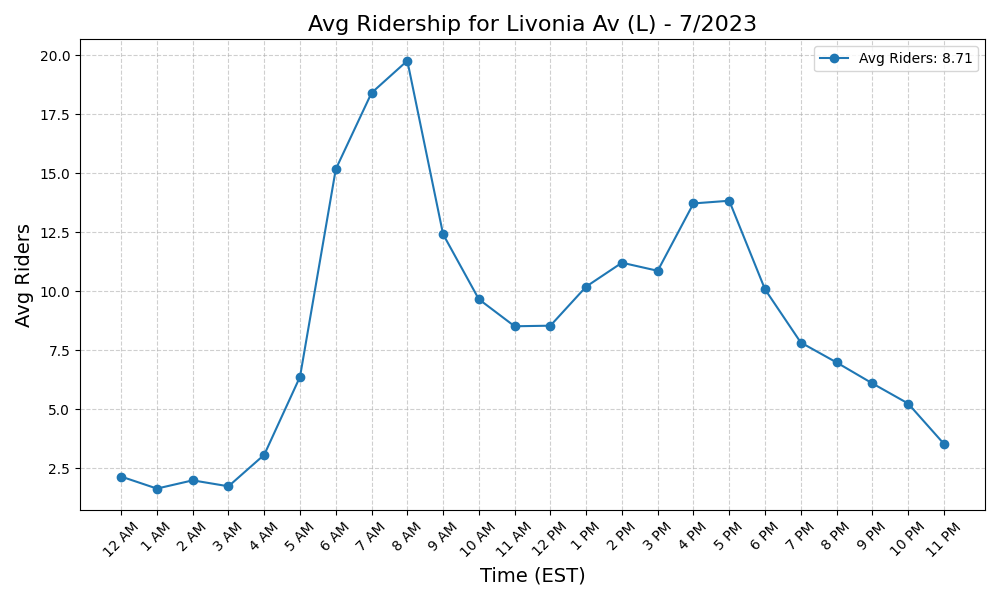 Avg Ridership for Livonia Av (L) - 7/2023
Avg Riders: 8.71
Avg Riders
20.0
17.5
15.0
12.5
10.0
7.5
5.0
2.5
12 AM
1 AM
2 AM
3 AM
4 AM
5 AM
6 AM
7 AM
8 AM
9 AM
10 AM
11 AM
12 PM
1 PM
2 PM
3 PM
4 PM
5 PM
6 PM
7 PM
8 PM
9 PM
10 PM
11 PM
Time (EST)